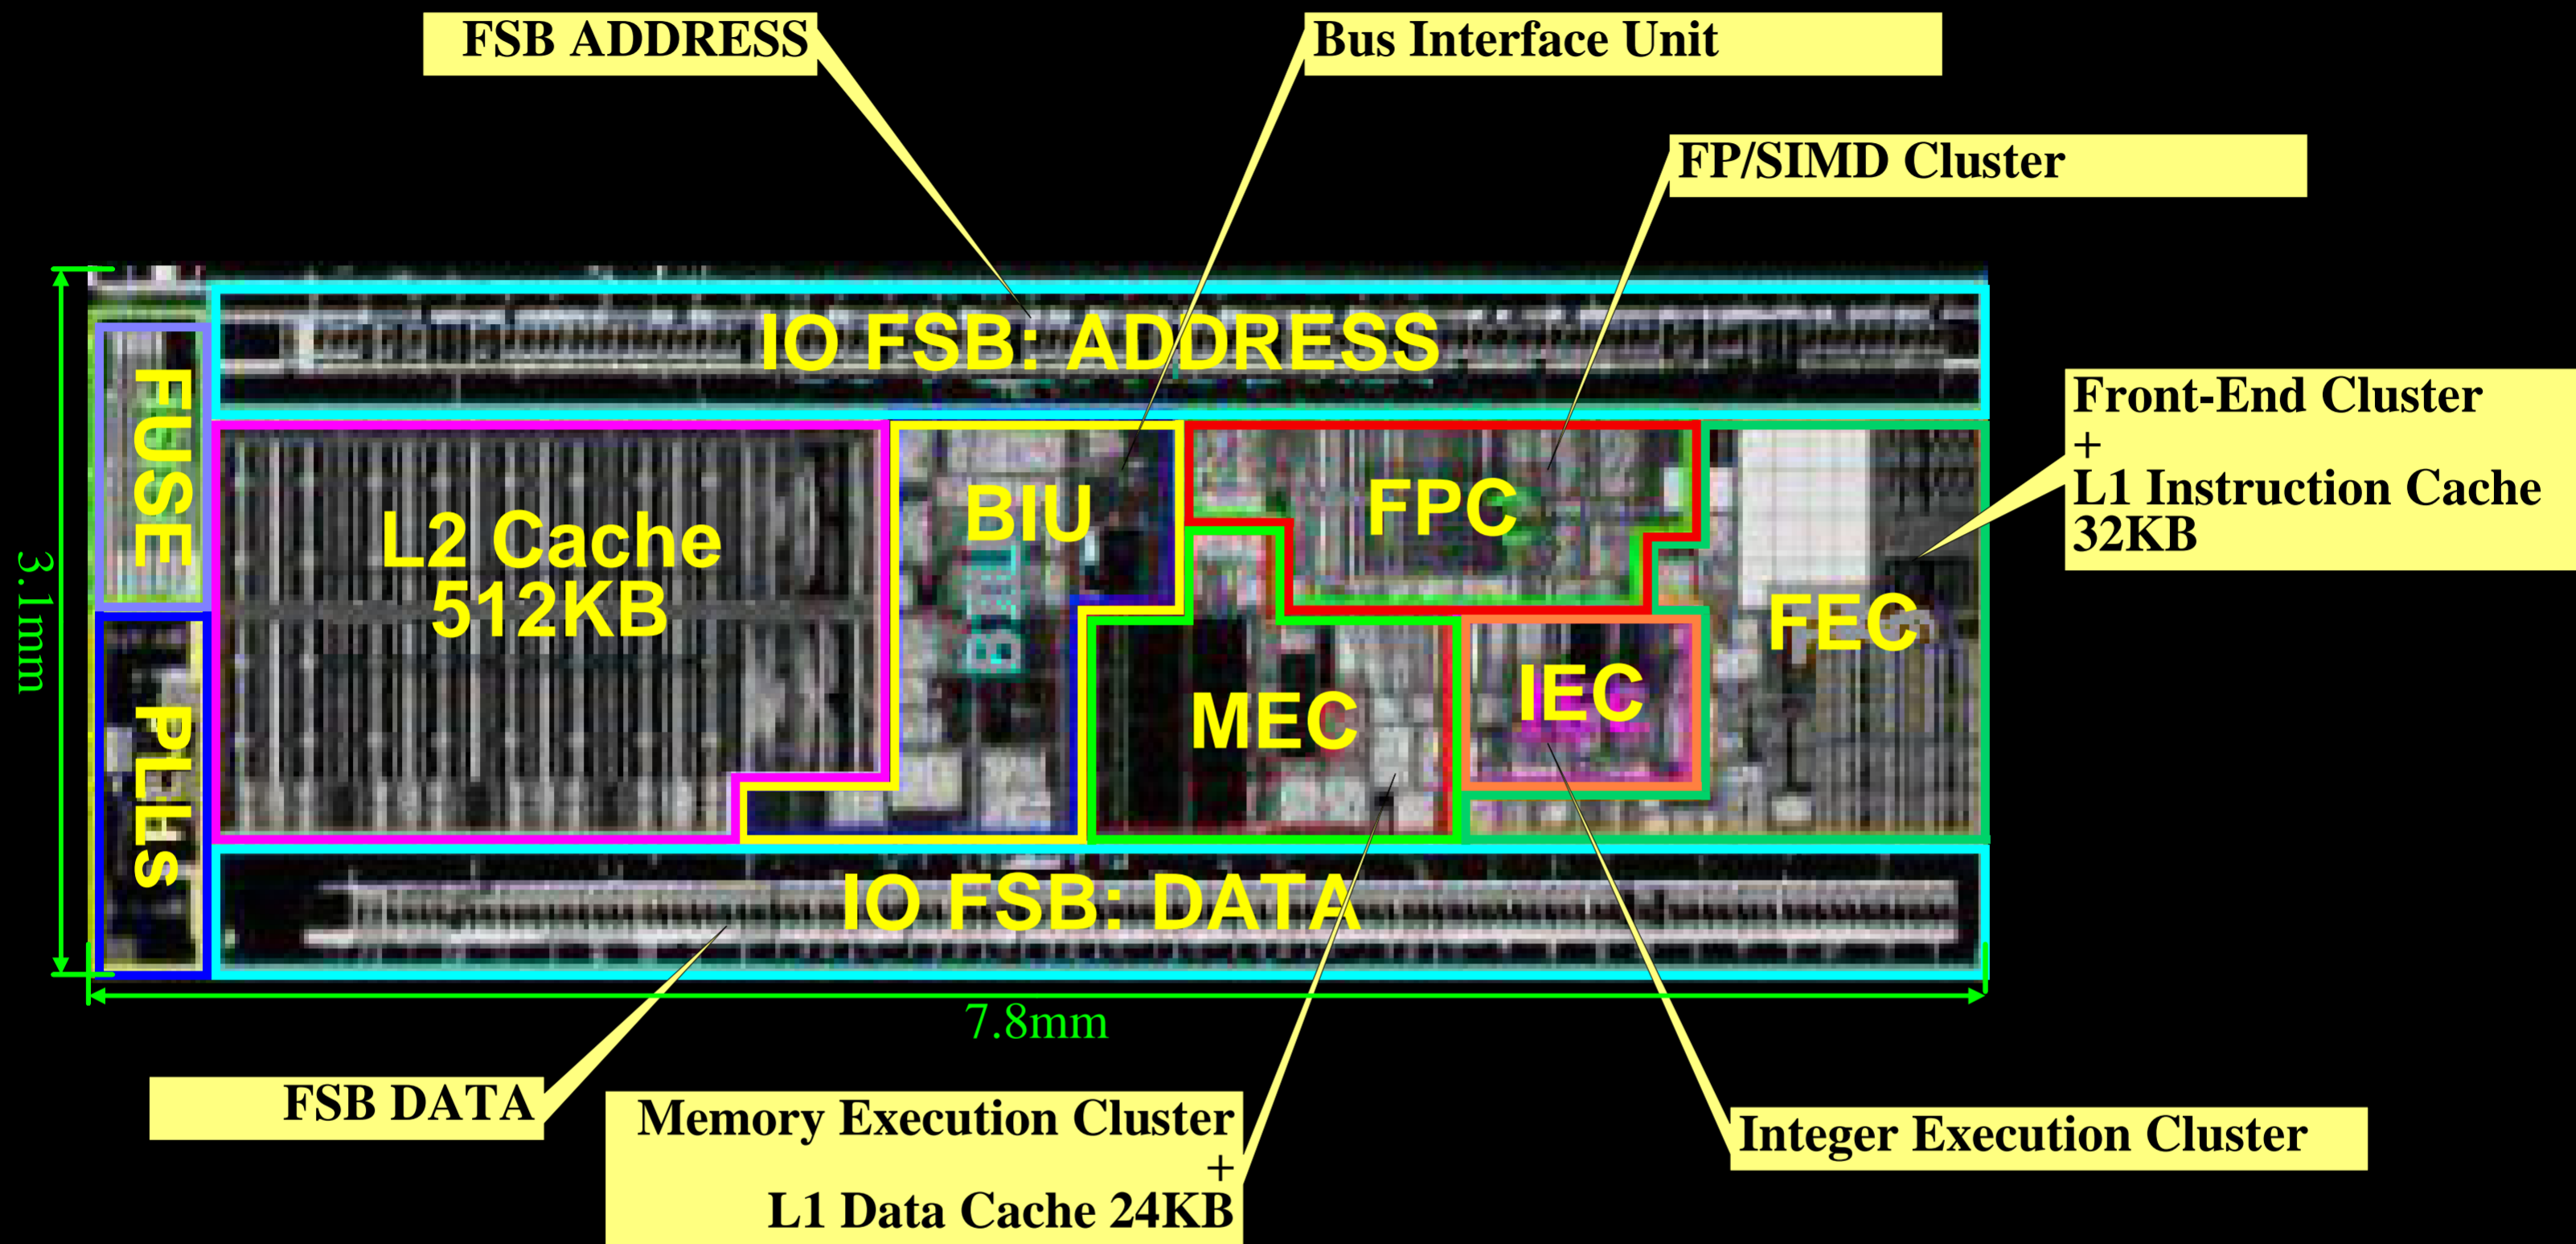 FSB ADDRESS
Bus Interface Unit
FP/SIMD Cluster
IO FSB: ADDRESS
Front-End Cluster
+
L1 Instruction Cache
32KB
FUSE
L2 Cache
512KB
BIU
FPC
FEC
3.1mm
PLLs
MEC
IEC
IO FSB: DATA
7.8mm
FSB DATA
Memory Execution Cluster
+
L1 Data Cache 24KB
Integer Execution Cluster